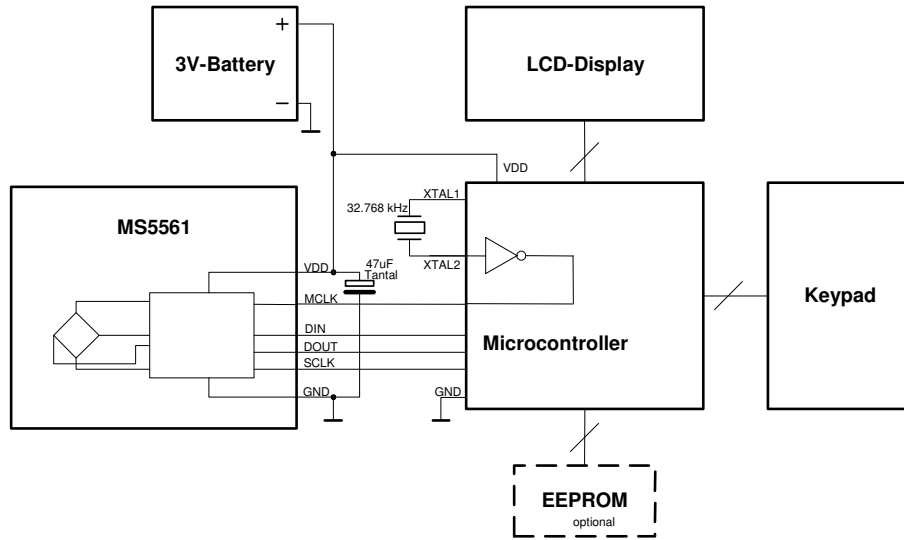 +
3V-Battery
−
LCD-Display
VDD
XTAL1
32.768 kHz
XTAL2
MS5561
VDD
47uF
Tantal
MCLK
DIN
DOUT
SCLK
GND
Microcontroller
GND
Keypad
EEPROM
optional